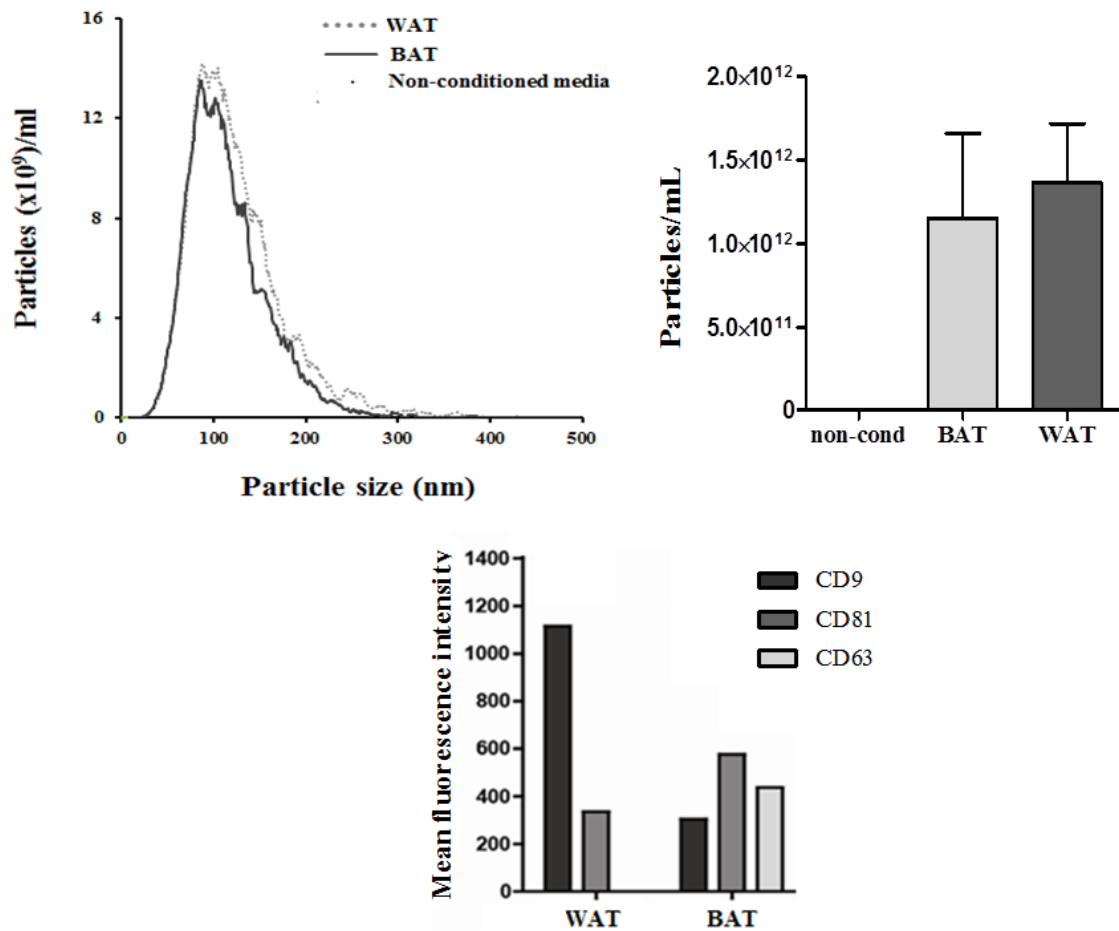 16
12
8
4
0
Particles (x10⁹)/ml
WAT
BAT
Non-conditioned media
0 100 200 300 400 500
Particle size (nm)
2.0×10¹²
1.5×10¹²
1.0×10¹²
5.0×10¹¹
0
Particles/mL
non-cond BAT WAT
1400
1200
1000
800
600
400
200
0
Mean fluorescence intensity
CD9
CD81
CD63
WAT BAT